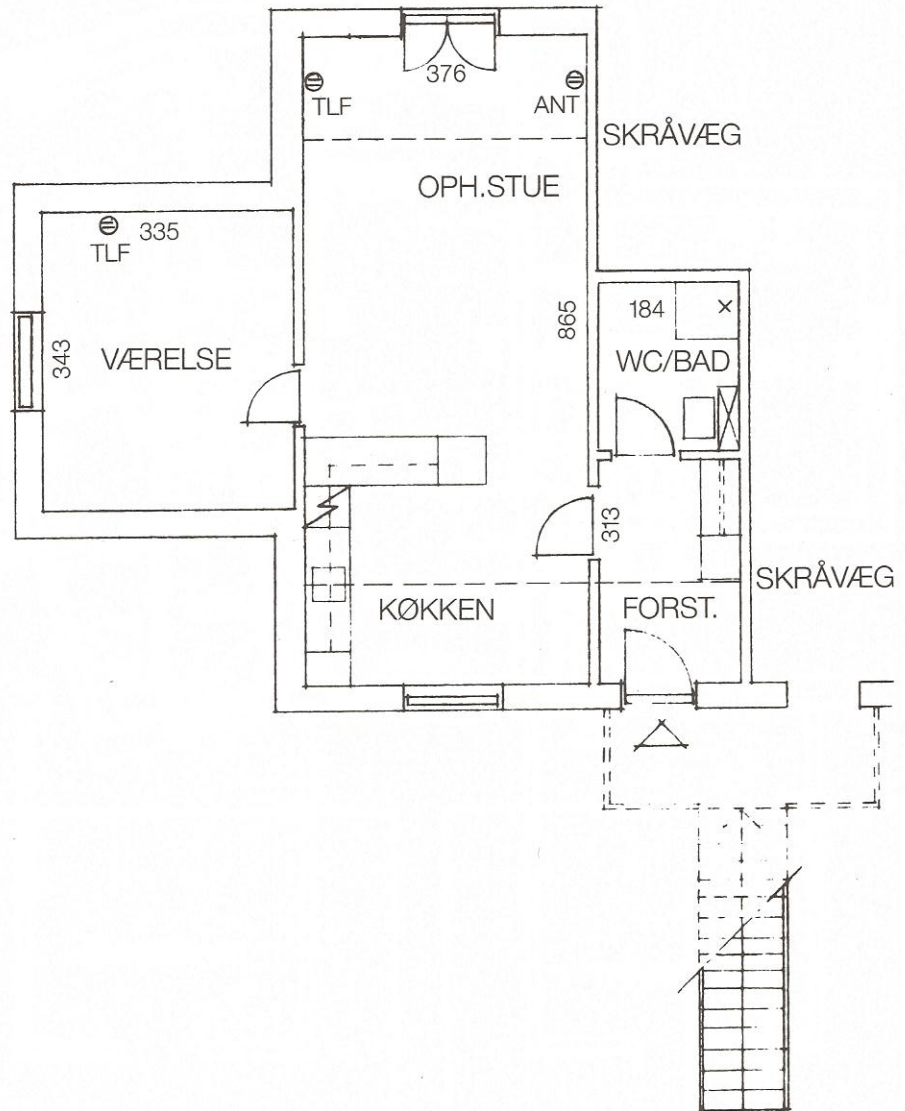 376
TLF
ANT
SKRÅVÆG
OPH.STUE
TLF
335
184
865
343
VÆRELSE
WC/BAD
313
SKRÅVÆG
KØKKEN
FORST.